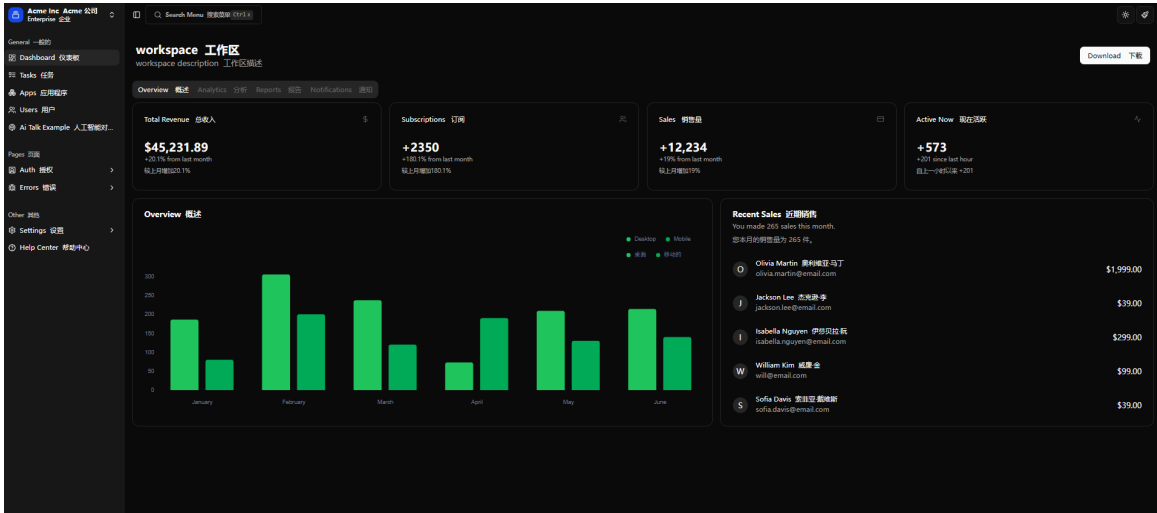 Acme Inc Acme 公司
Enterprise 企业
General 一般的
Dashboard 仪表板
Tasks 任务
Apps 应用程序
Users 用户
Ai Talk Example 人工智能对...
Pages 页面
Auth 授权
Errors 错误
Other 其他
Settings 设置
Help Center 帮助中心
Search Menu 搜索菜单 Ctrl
workspace 工作区
workspace description 工作区描述
Download 下载
Overview 概述 Analytics 分析 Reports 报告 Notifications 通知
Total Revenue 总收入
$
$45,231.89
+20.1% from last month
较上月增加20.1%
Subscriptions 订阅
+2350
+180.1% from last month
较上月增加180.1%
Sales 销售量
+12,234
+19% from last month
较上月增加19%
Active Now 现在活跃
+573
+201 since last hour
自上一小时以来 +201
Overview 概述
Desktop Mobile
桌面 移动的
300
250
200
150
100
50
0
January February March April May June
Recent Sales 近期销售
You made 265 sales this month.
您本月的销售量为 265 件。
O Olivia Martin 奥利维亚·马丁
olivia.martin@email.com
$1,999.00
J Jackson Lee 杰克逊·李
jackson.lee@email.com
$39.00
I Isabella Nguyen 伊莎贝拉·阮
isabella.nguyen@email.com
$299.00
W William Kim 威廉·金
will@email.com
$99.00
S Sofia Davis 索菲亚·戴维斯
sofia.davis@email.com
$39.00